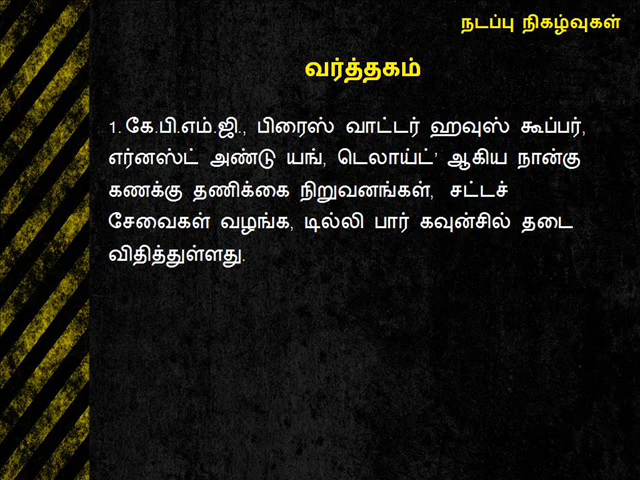 நடப்பு நிகழ்வுகள்
வர்த்தகம்
1. கே.பி.எம்.ஜி., பிரைஸ் வாட்டர் ஹவுஸ் கூப்பர்,
எர்னஸ்ட் அண்டு யங், டெலாய்ட்' ஆகிய நான்கு
கணக்கு தணிக்கை நிறுவனங்கள், சட்டச்
சேவைகள் வழங்க, டில்லி பார் கவுன்சில் தடை
விதித்துள்ளது.